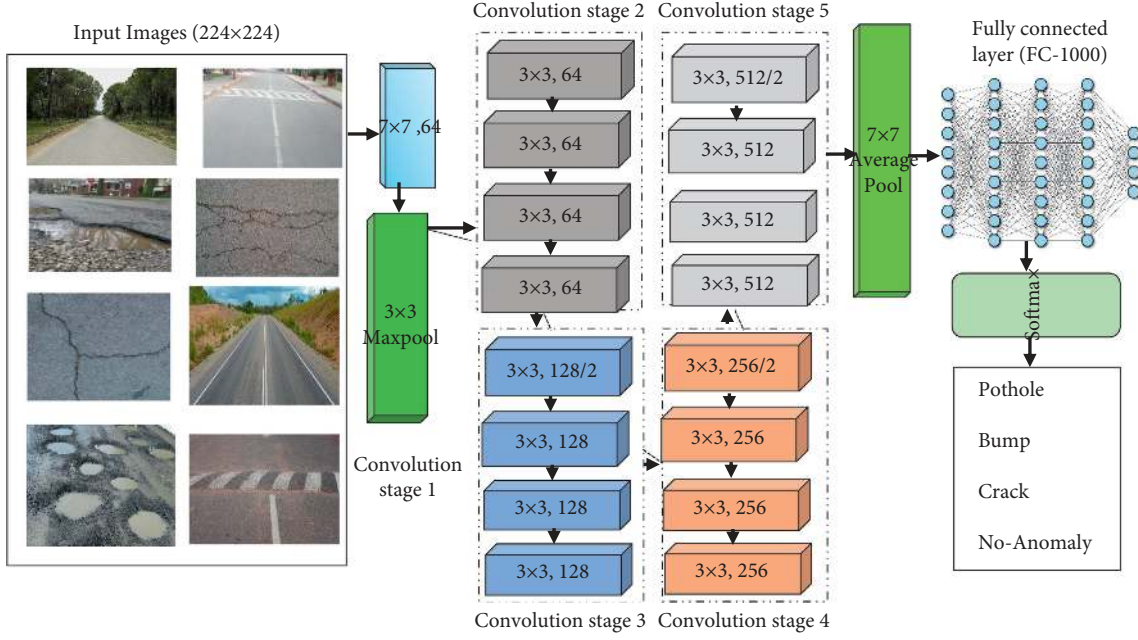 Input Images (224×224)
7×7 ,64
3×3
Maxpool
Convolution
stage 1
Convolution stage 2
3×3, 64
3×3, 64
3×3, 64
3×3, 64
3×3, 128/2
3×3, 128
3×3, 128
3×3, 128
Convolution stage 3
Convolution stage 5
3×3, 512/2
3×3, 512
3×3, 512
3×3, 512
3×3, 256/2
3×3, 256
3×3, 256
3×3, 256
Convolution stage 4
7×7
Average
Pool
Fully connected
layer (FC-1000)
Softmax
Pothole
Bump
Crack
No-Anomaly